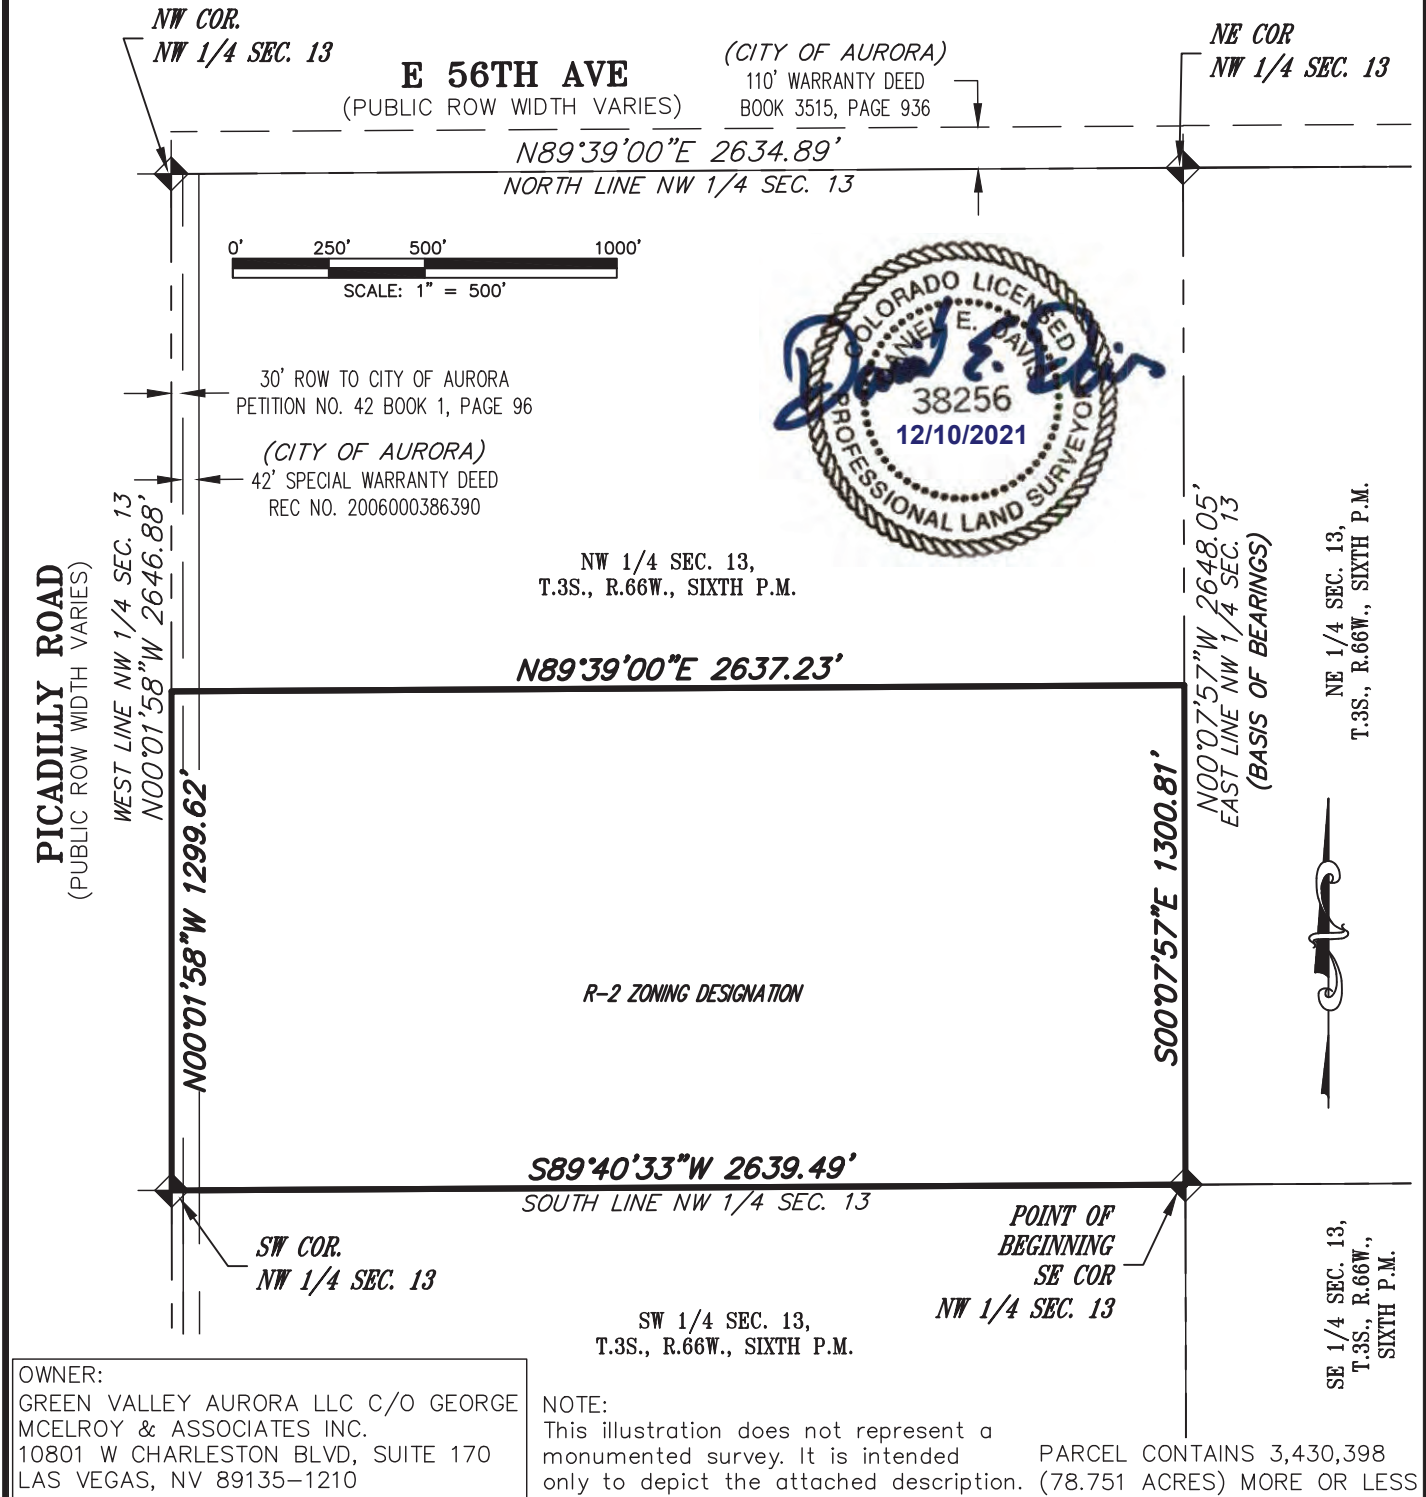 NW COR.
NW 1/4 SEC. 13
E 56TH AVE
(PUBLIC ROW WIDTH VARIES)
(CITY OF AURORA)
110' WARRANTY DEED
BOOK 3515, PAGE 936
NE COR
NW 1/4 SEC. 13
N89°39'00"E 2634.89'
NORTH LINE NW 1/4 SEC. 13
0' 250' 500' 1000'
SCALE: 1" = 500'
COLORADO LICENSED
DANIEL E. DAVIS
38256
12/10/2021
PROFESSIONAL LAND SURVEYOR
Daniel E. Davis
30' ROW TO CITY OF AURORA
PETITION NO. 42 BOOK 1, PAGE 96
(CITY OF AURORA)
42' SPECIAL WARRANTY DEED
REC NO. 2006000386390
PICADILLY ROAD
(PUBLIC ROW WIDTH VARIES)
WEST LINE NW 1/4 SEC. 13
N00°01'58"W 2646.88'
NW 1/4 SEC. 13,
T.3S., R.66W., SIXTH P.M.
N00°07'57"W 2648.05'
EAST LINE NW 1/4 SEC. 13
(BASIS OF BEARINGS)
NE 1/4 SEC. 13,
T.3S., R.66W., SIXTH P.M.
N89°39'00"E 2637.23'
N00°01'58"W 1299.62'
R-2 ZONING DESIGNATION
S00°07'57"E 1300.81'
S89°40'33"W 2639.49'
SOUTH LINE NW 1/4 SEC. 13
SW COR.
NW 1/4 SEC. 13
POINT OF
BEGINNING
SE COR
NW 1/4 SEC. 13
SW 1/4 SEC. 13,
T.3S., R.66W., SIXTH P.M.
SE 1/4 SEC. 13,
T.3S., R.66W.,
SIXTH P.M.
OWNER:
GREEN VALLEY AURORA LLC C/O GEORGE
MCELROY & ASSOCIATES INC.
10801 W CHARLESTON BLVD, SUITE 170
LAS VEGAS, NV 89135-1210
NOTE:
This illustration does not represent a
monumented survey. It is intended
only to depict the attached description.
PARCEL CONTAINS 3,430,398
(78.751 ACRES) MORE OR LESS